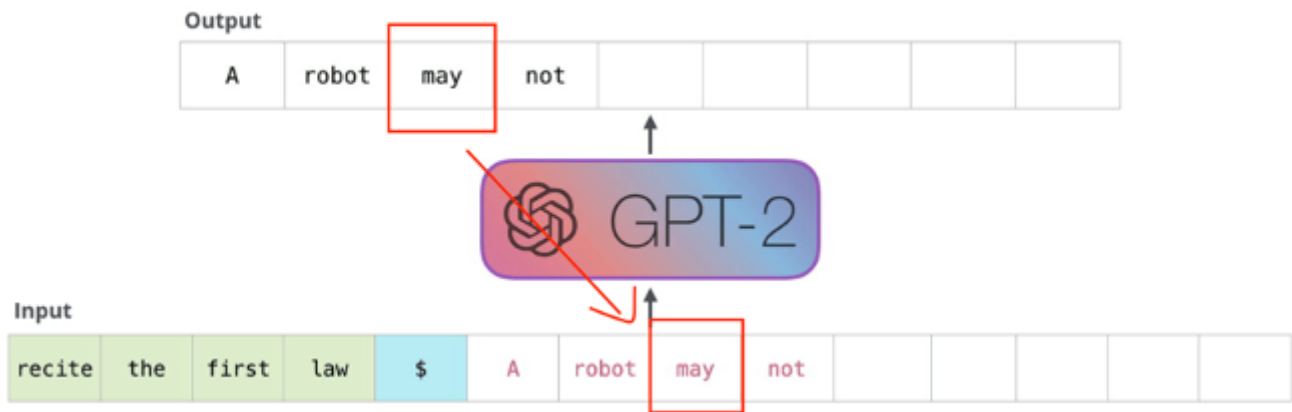 Output
A robot may not
GPT-2
Input
recite the first law $ A robot may not